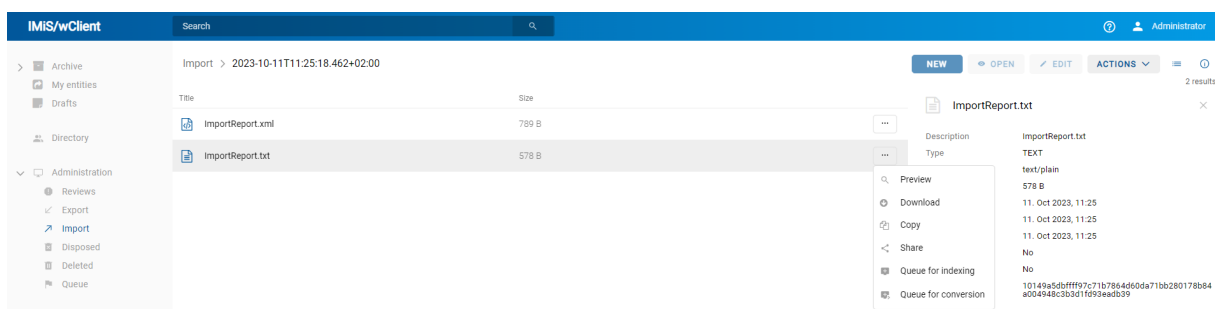 IMiS/wClient
Search
Administrator
Archive
My entities
Drafts
Directory
Administration
Reviews
Export
Import
Disposed
Deleted
Queue
Import > 2023-10-11T11:25:18.462+02:00
NEW
OPEN
EDIT
ACTIONS
2 results
Title Size
ImportReport.xml 789 B ...
ImportReport.txt 578 B ...
Preview
Download
Copy
Share
Queue for indexing
Queue for conversion
ImportReport.txt
Description ImportReport.txt
Type TEXT
text/plain
578 B
11. Oct 2023, 11:25
11. Oct 2023, 11:25
11. Oct 2023, 11:25
No
No
10149a5dbffff97c71b7864d60da71bb280178b84
a004948c3b3d1fd93eadb39